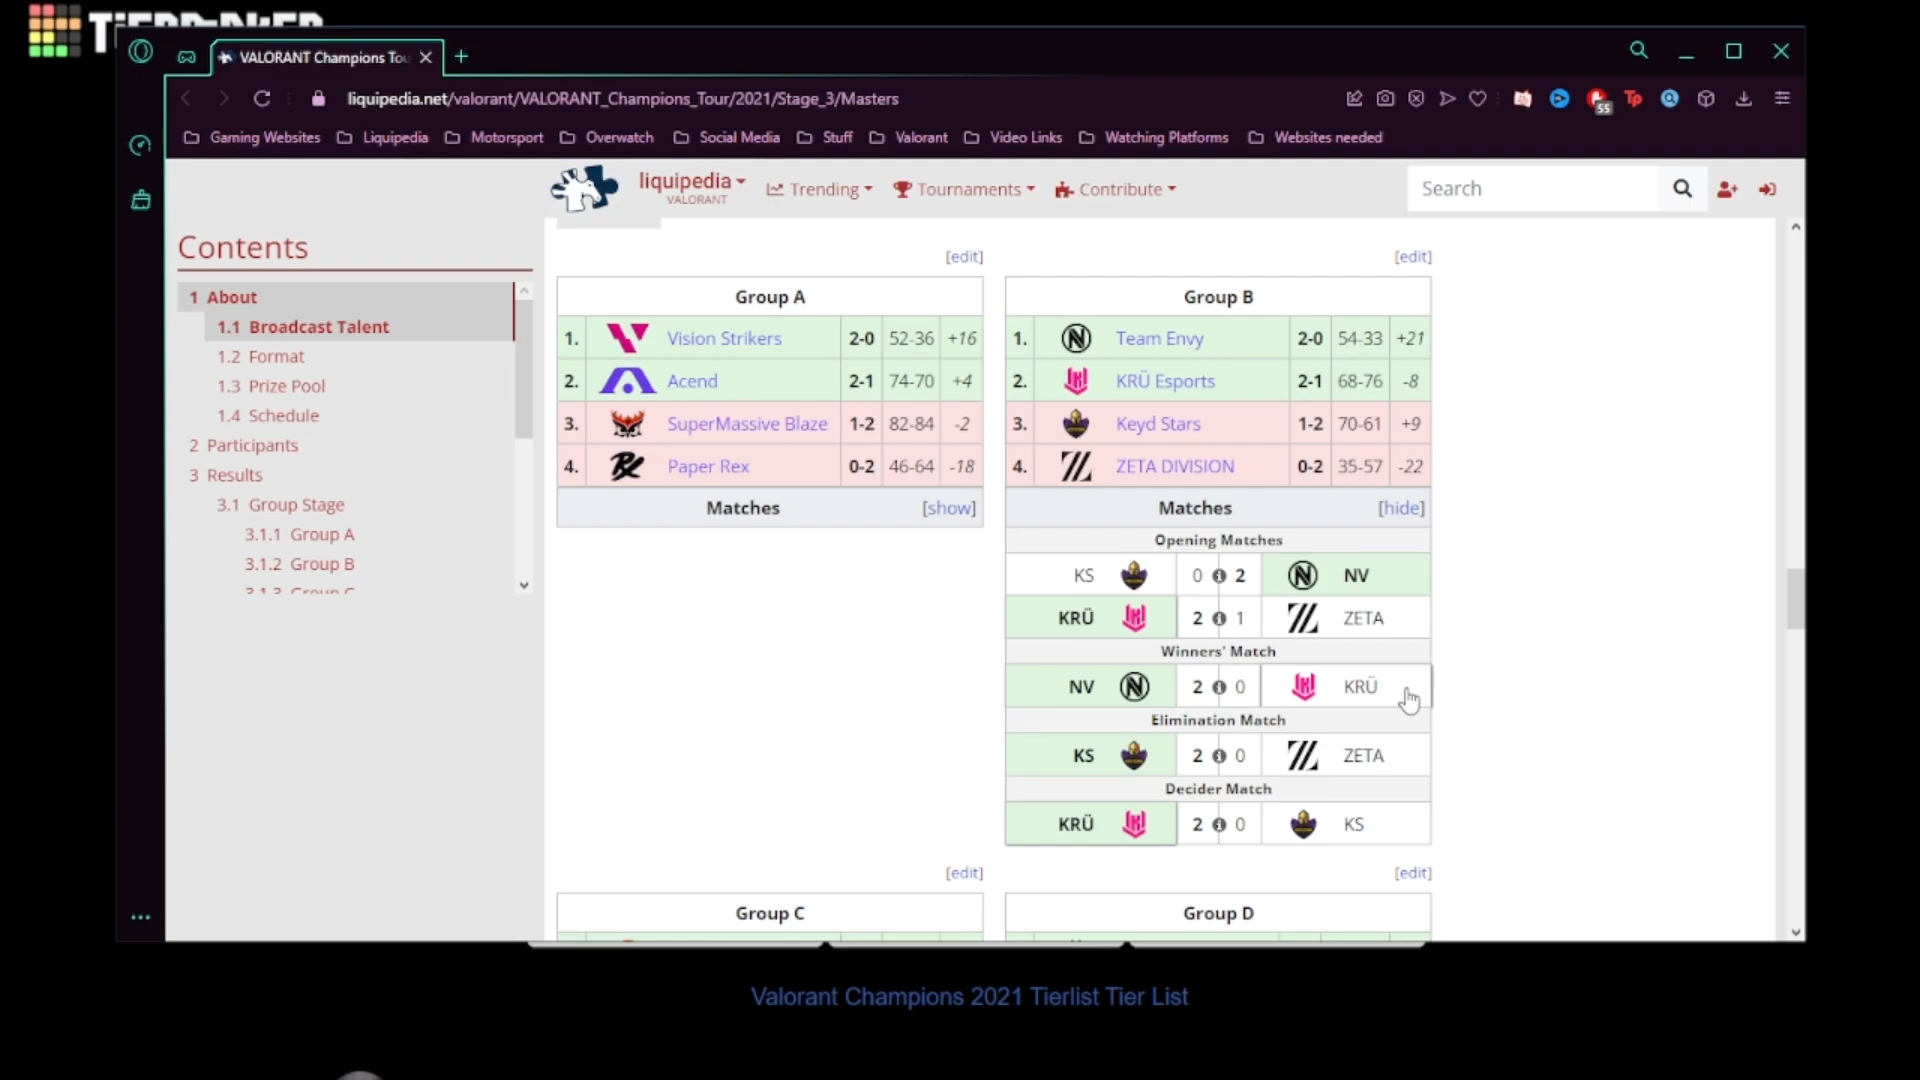 VALORANT Champions Tou
liquipedia.net/valorant/VALORANT_Champions_Tour/2021/Stage_3/Masters
55
Tp
Gaming Websites Liquipedia Motorsport Overwatch Social Media Stuff Valorant Video Links Watching Platforms Websites needed
liquipedia
VALORANT
Trending Tournaments Contribute
Search
Contents
1 About
1.1 Broadcast Talent
1.2 Format
1.3 Prize Pool
1.4 Schedule
2 Participants
3 Results
3.1 Group Stage
3.1.1 Group A
3.1.2 Group B
3.1.3 Group C
[edit]
Group A
1. Vision Strikers 2-0 52-36 +16
2. Acend 2-1 74-70 +4
3. SuperMassive Blaze 1-2 82-84 -2
4. Paper Rex 0-2 46-64 -18
Matches [show]
[edit]
Group B
1. Team Envy 2-0 54-33 +21
2. KRÜ Esports 2-1 68-76 -8
3. Keyd Stars 1-2 70-61 +9
4. ZETA DIVISION 0-2 35-57 -22
Matches [hide]
Opening Matches
KS 0 2 NV
KRÜ 2 1 ZETA
Winners' Match
NV 2 0 KRÜ
Elimination Match
KS 2 0 ZETA
Decider Match
KRÜ 2 0 KS
[edit]
Group C
[edit]
Group D
Valorant Champions 2021 Tierlist Tier List